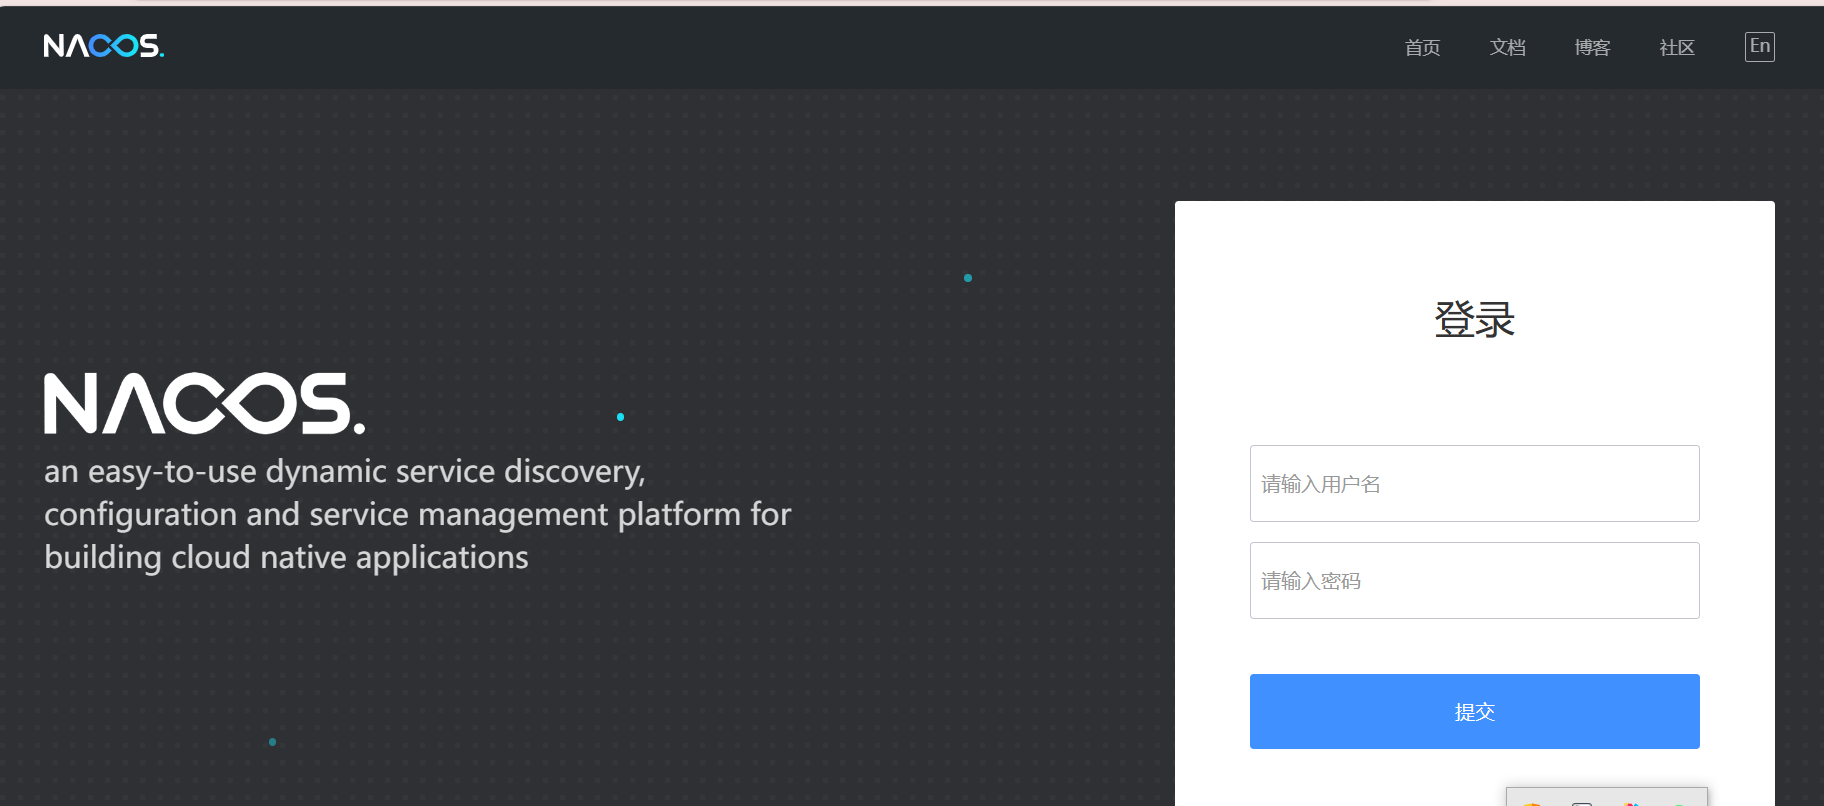 NACOS.
首页 文档 博客 社区 En
登录
NACOS.
an easy-to-use dynamic service discovery,
configuration and service management platform for
building cloud native applications
请输入用户名
请输入密码
提交